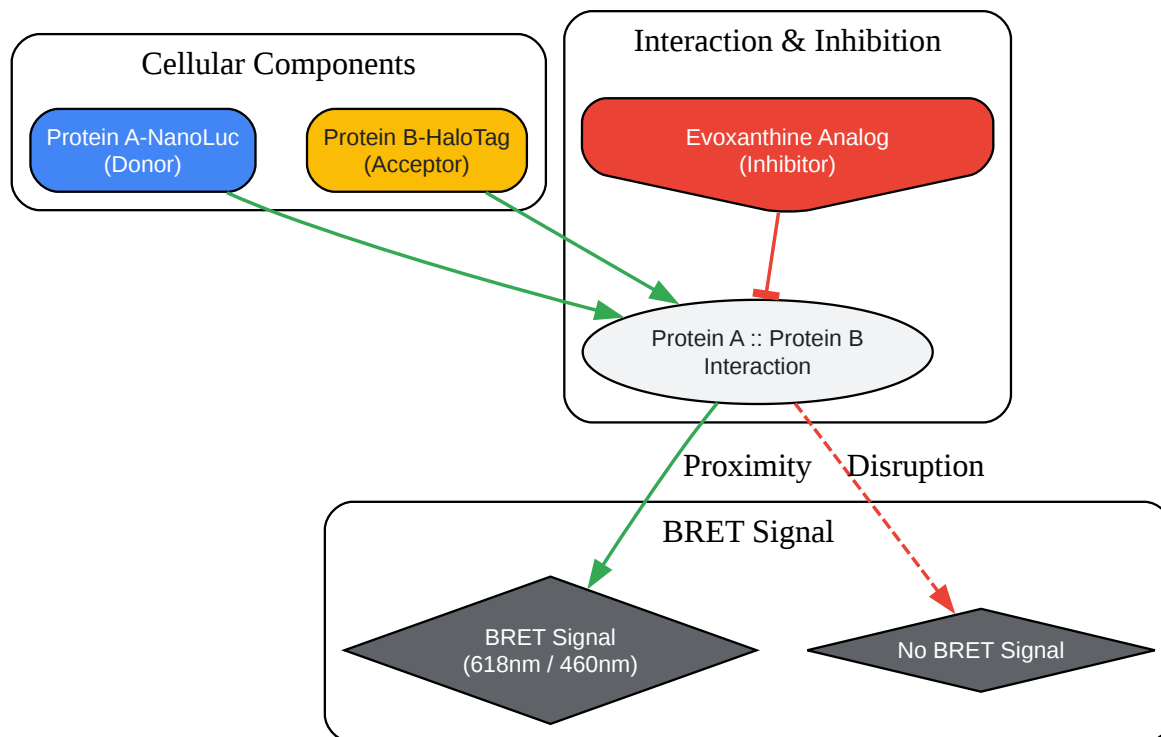 Cellular Components
Interaction & Inhibition
Protein A-NanoLuc
(Donor)
Protein B-HaloTag
(Acceptor)
Evoxanthine Analog
(Inhibitor)
Protein A :: Protein B
Interaction
Proximity
Disruption
BRET Signal
BRET Signal
(618nm / 460nm)
No BRET Signal